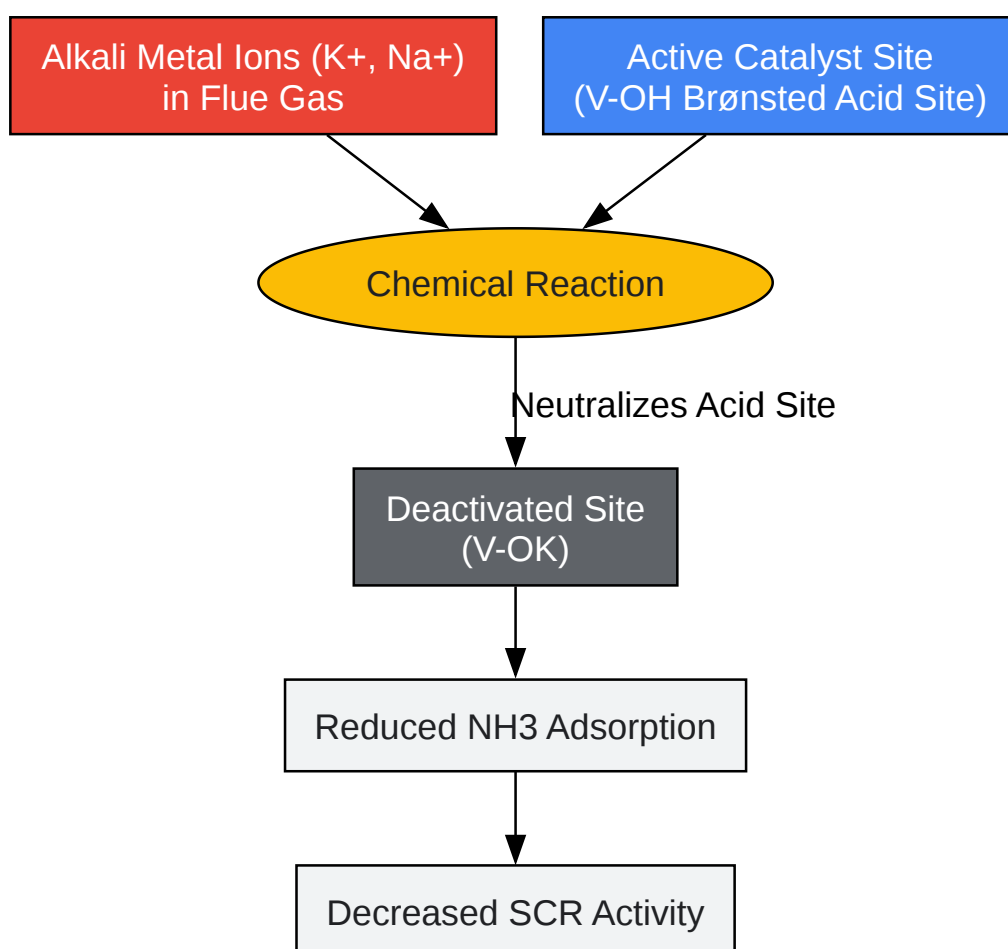 Alkali Metal Ions (K+, Na+)
in Flue Gas
Active Catalyst Site
(V-OH Brønsted Acid Site)
Chemical Reaction
Neutralizes Acid Site
Deactivated Site
(V-OK)
Reduced NH3 Adsorption
Decreased SCR Activity